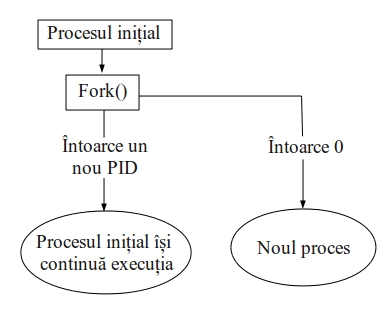 Procesul inițial
Fork()
Întoarce un
nou PID
Întoarce 0
Procesul inițial își
continuă execuția
Noul proces